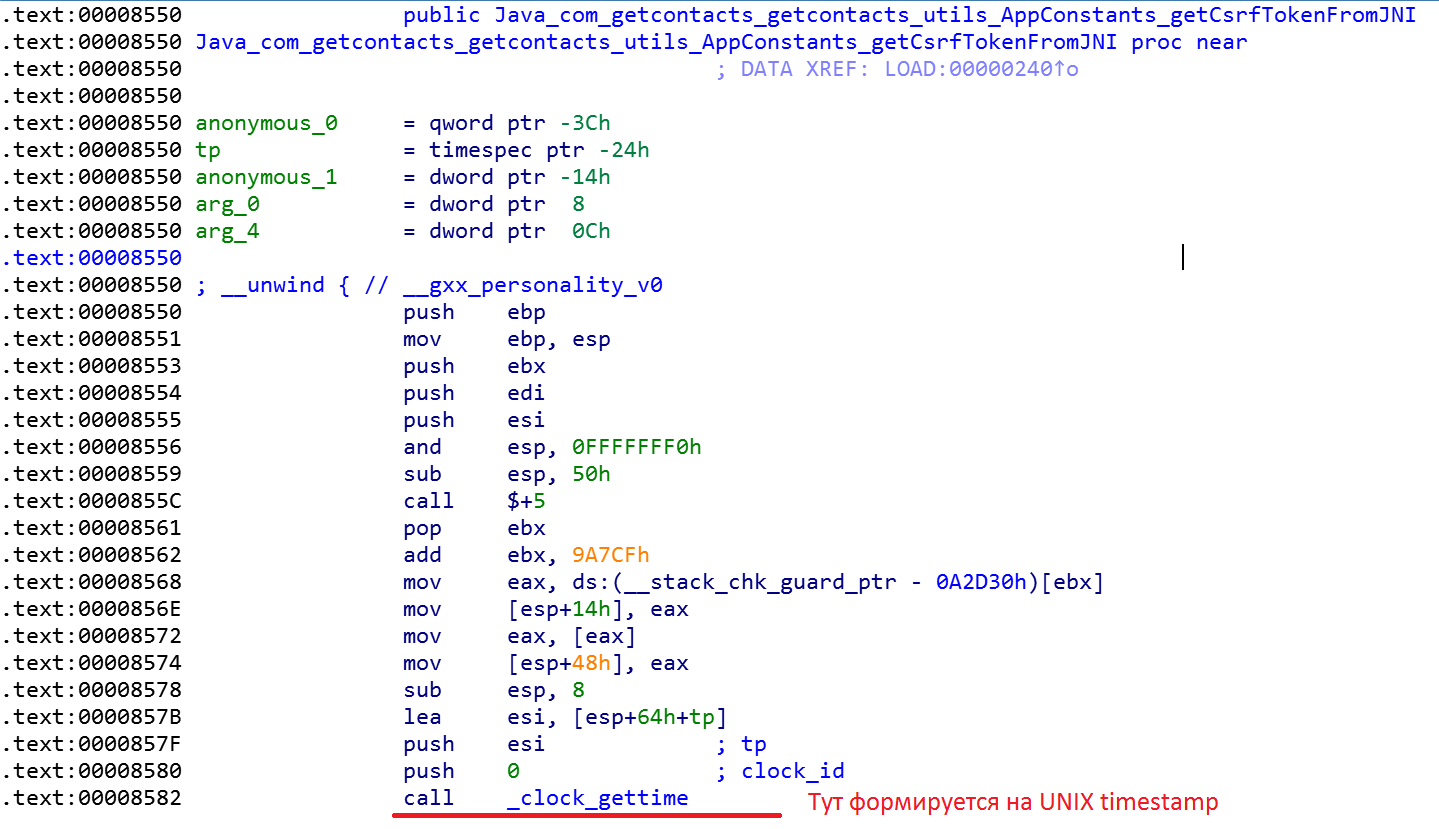 .text:00008550 public Java_com_getcontacts_getcontacts_utils_AppConstants_getCsrfTokenFromJNI
.text:00008550 Java_com_getcontacts_getcontacts_utils_AppConstants_getCsrfTokenFromJNI proc near
.text:00008550 ; DATA XREF: LOAD:00000240↑o
.text:00008550
.text:00008550 anonymous_0 = qword ptr -3Ch
.text:00008550 tp = timespec ptr -24h
.text:00008550 anonymous_1 = dword ptr -14h
.text:00008550 arg_0 = dword ptr 8
.text:00008550 arg_4 = dword ptr 0Ch
.text:00008550
.text:00008550 ; __unwind { // __gxx_personality_v0
.text:00008550 push ebp
.text:00008551 mov ebp, esp
.text:00008553 push ebx
.text:00008554 push edi
.text:00008555 push esi
.text:00008556 and esp, 0FFFFFFF0h
.text:00008559 sub esp, 50h
.text:0000855C call $+5
.text:00008561 pop ebx
.text:00008562 add ebx, 9A7CFh
.text:00008568 mov eax, ds:(__stack_chk_guard_ptr - 0A2D30h)[ebx]
.text:0000856E mov [esp+14h], eax
.text:00008572 mov eax, [eax]
.text:00008574 mov [esp+48h], eax
.text:00008578 sub esp, 8
.text:0000857B lea esi, [esp+64h+tp]
.text:0000857F push esi ; tp
.text:00008580 push 0 ; clock_id
.text:00008582 call _clock_gettime Тут формируется на UNIX timestamp